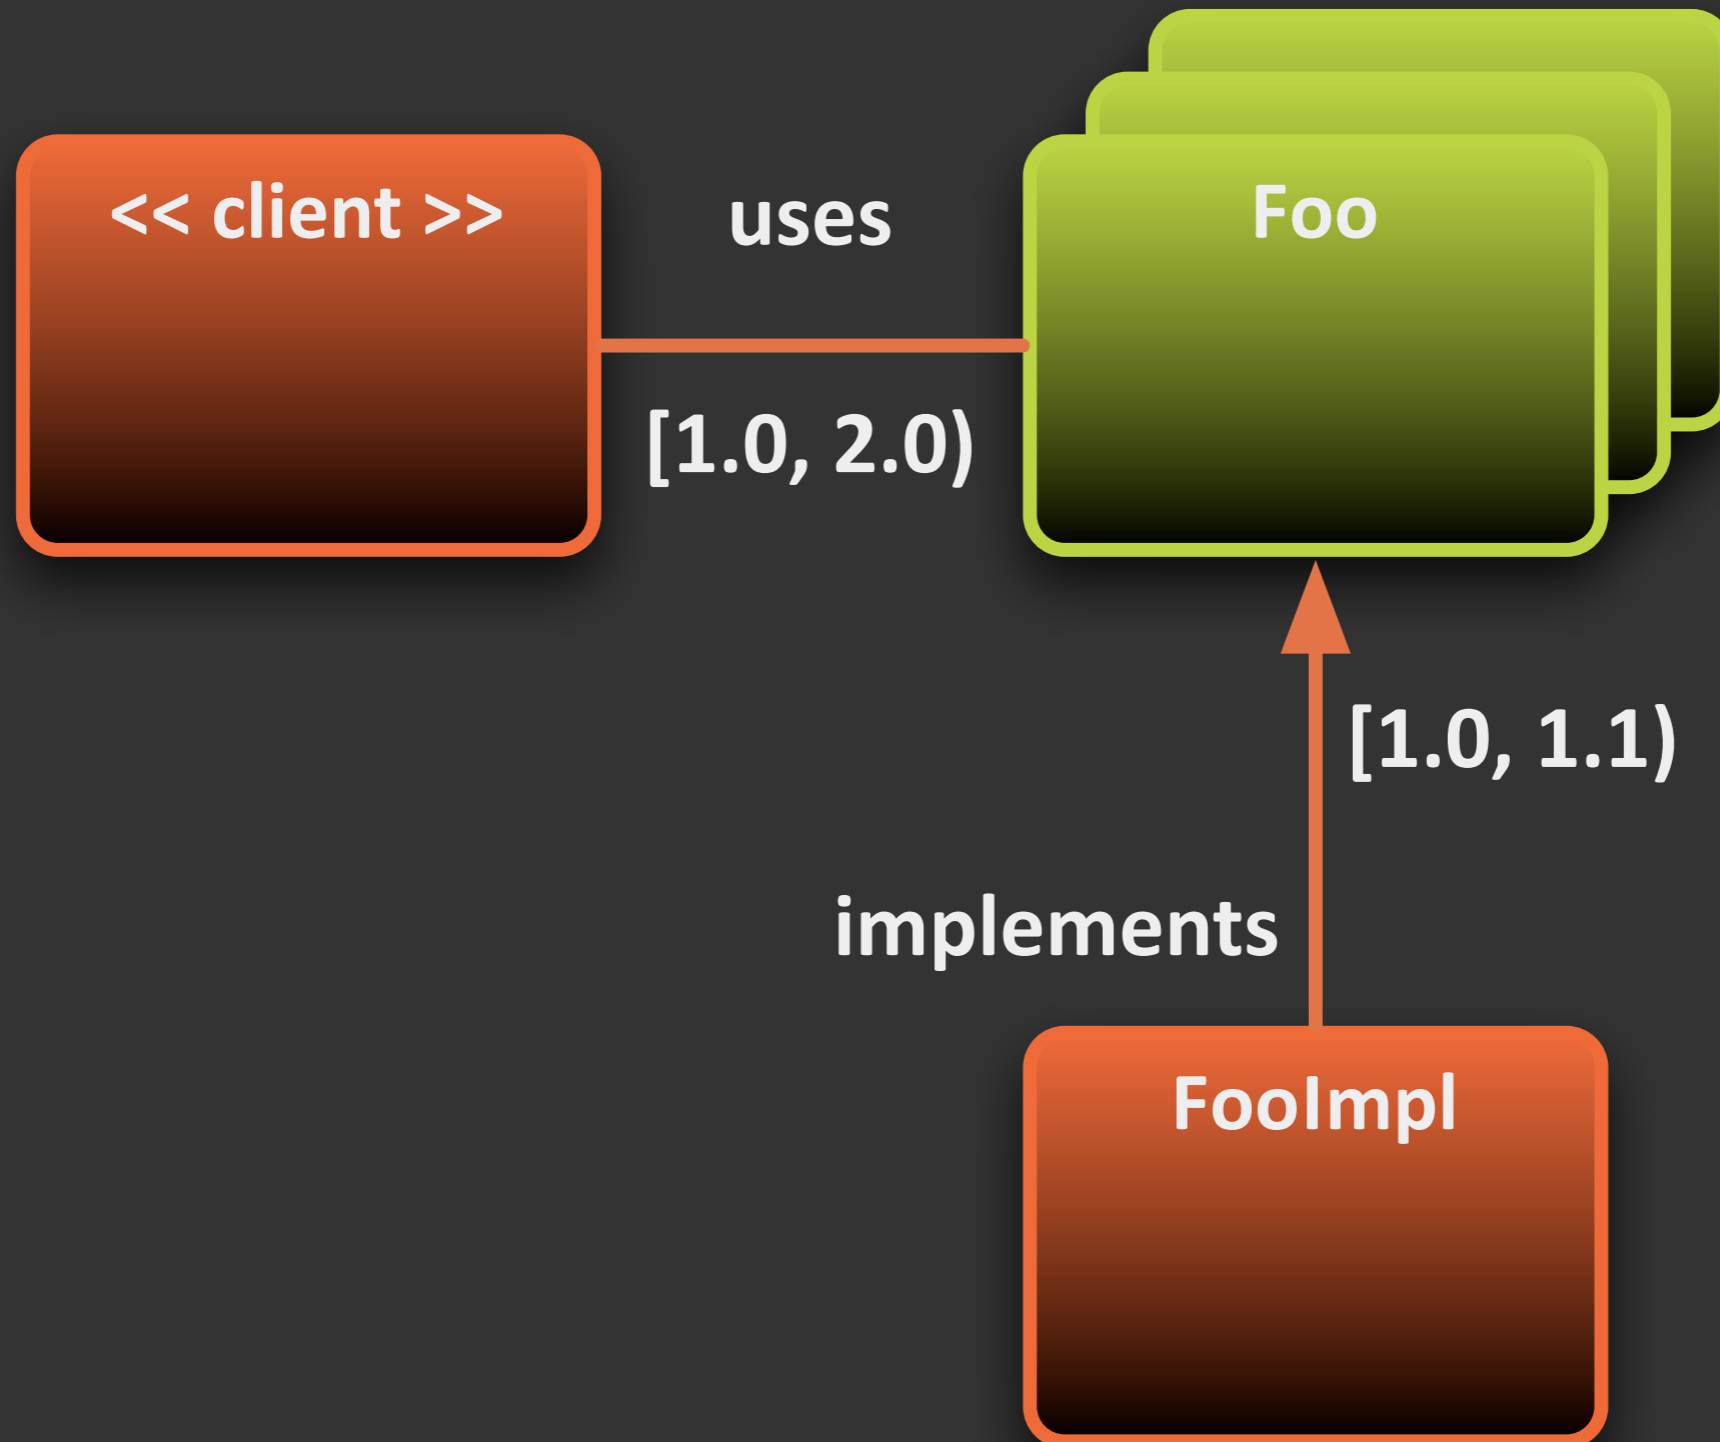 << client >>
uses
Foo
[1.0, 2.0)
[1.0, 1.1)
implements
FooImpl